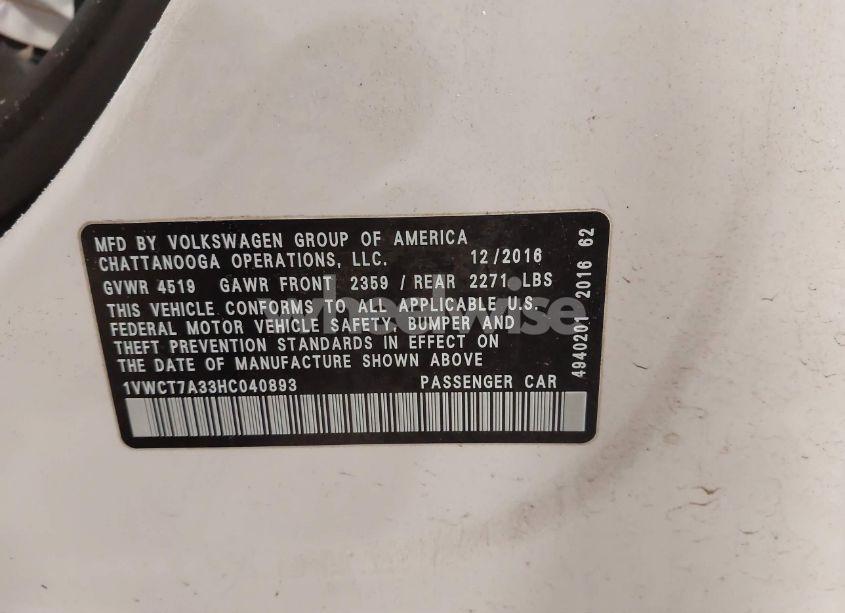 MFD BY VOLKSWAGEN GROUP OF AMERICA
CHATTANOOGA OPERATIONS, LLC. 12/2016
GVWR 4519 GAWR FRONT 2359 / REAR 2271 LBS
THIS VEHICLE CONFORMS TO ALL APPLICABLE U.S.
FEDERAL MOTOR VEHICLE SAFETY, BUMPER AND
THEFT PREVENTION STANDARDS IN EFFECT ON
THE DATE OF MANUFACTURE SHOWN ABOVE
1VWCT7A33HC040893 PASSENGER CAR
4940201 2016 62
wheelwise